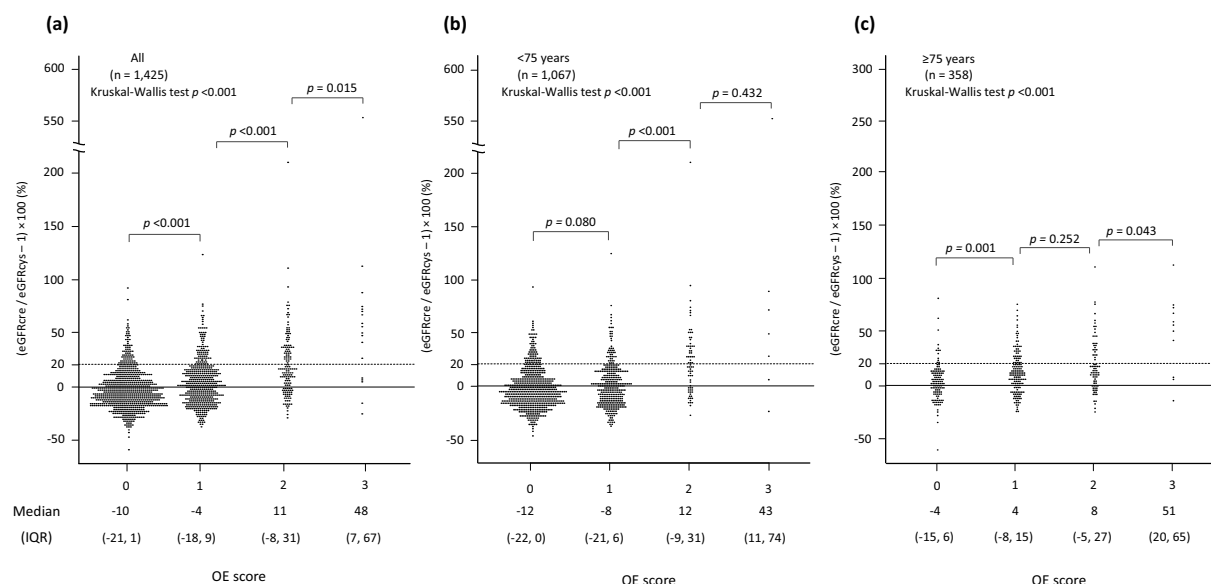 (a)
All
(n = 1,425)
Kruskal-Wallis test p <0.001
(eGFRcre / eGFRcys – 1) × 100 (%)
600
550
200
150
100
50
20
0
-50
p <0.001
p <0.001
p = 0.015
0 1 2 3
Median -10 -4 11 48
(IQR) (-21, 1) (-18, 9) (-8, 31) (7, 67)
OE score
(b)
<75 years
(n = 1,067)
Kruskal-Wallis test p <0.001
(eGFRcre / eGFRcys – 1) × 100 (%)
600
550
200
150
100
50
20
0
-50
p = 0.080
p <0.001
p = 0.432
0 1 2 3
-12 -8 12 43
(-22, 0) (-21, 6) (-9, 31) (11, 74)
OE score
(c)
≥75 years
(n = 358)
Kruskal-Wallis test p <0.001
(eGFRcre / eGFRcys – 1) × 100 (%)
300
250
200
150
100
50
20
0
-50
p = 0.001
p = 0.252
p = 0.043
0 1 2 3
-4 4 8 51
(-15, 6) (-8, 15) (-5, 27) (20, 65)
OE score